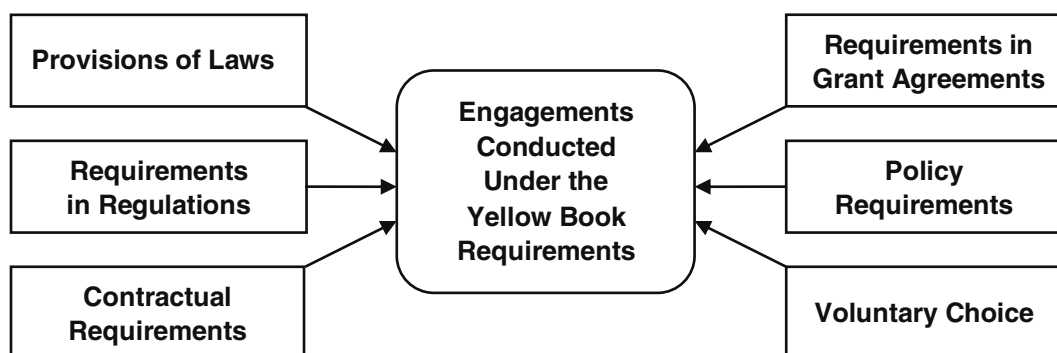 Provisions of Laws
Requirements
in Regulations
Contractual
Requirements
Engagements
Conducted
Under the
Yellow Book
Requirements
Requirements in
Grant Agreements
Policy
Requirements
Voluntary Choice